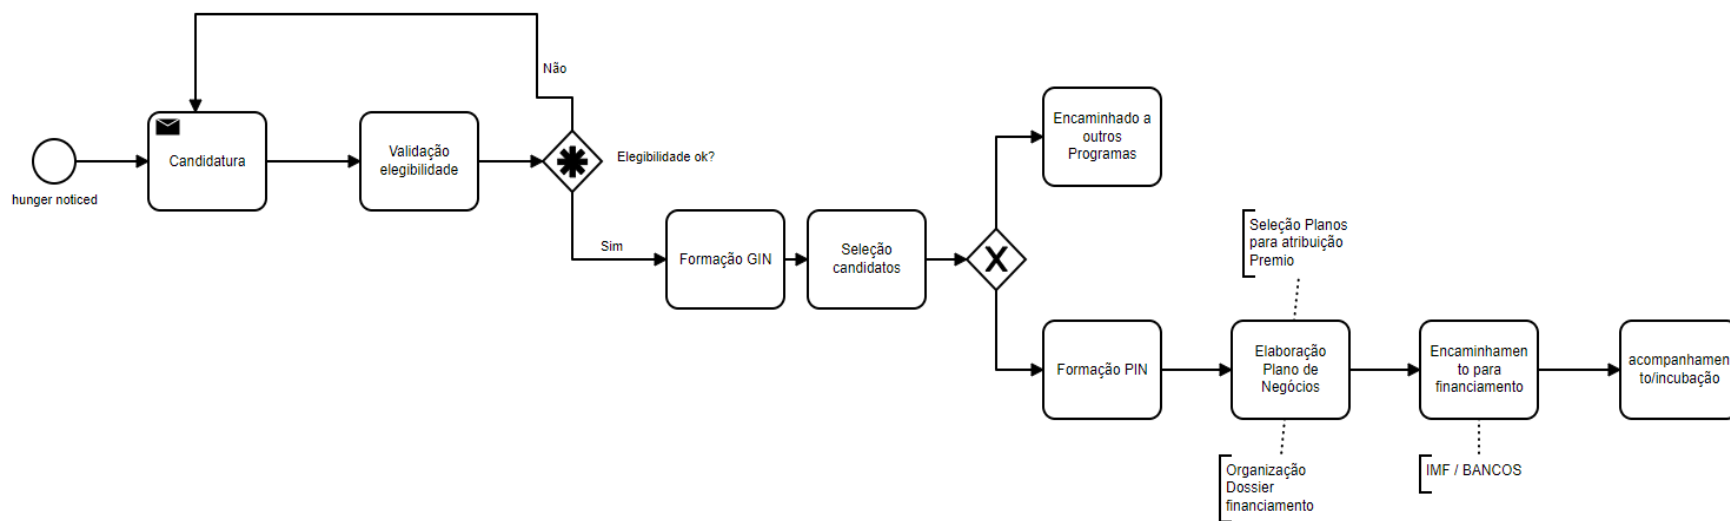 Não
Candidatura
Validação
elegibilidade
Elegibilidade ok?
hunger noticed
Sim
Formação GIN
Seleção
candidatos
Encaminhado a
outros
Programas
Seleção Planos
para atribuição
Premio
Formação PIN
Elaboração
Plano de
Negócios
Encaminhamen
to para
financiamento
acompanhamen
to/incubação
Organização
Dossier
financiamento
IMF / BANCOS